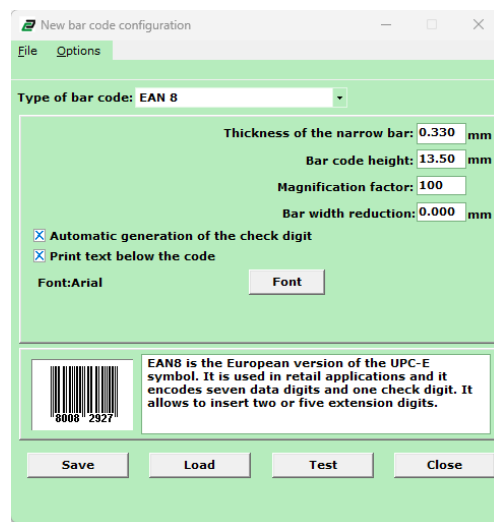 New bar code configuration
File Options
Type of bar code: EAN 8
Thickness of the narrow bar: 0.330 mm
Bar code height: 13.50 mm
Magnification factor: 100
Bar width reduction: 0.000 mm
Automatic generation of the check digit
Print text below the code
Font:Arial Font
EAN8 is the European version of the UPC-E
symbol. It is used in retail applications and it
encodes seven data digits and one check digit. It
allows to insert two or five extension digits.
8008 2927
Save Load Test Close